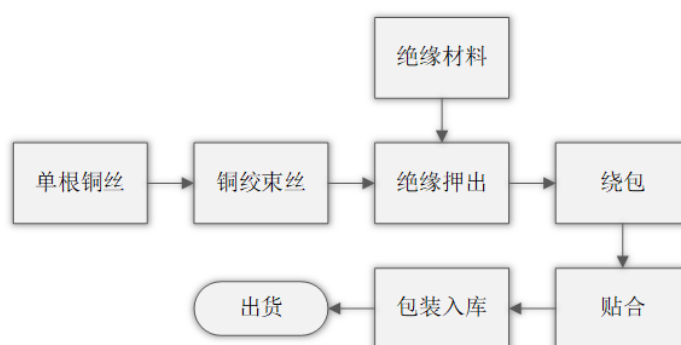 绝缘材料
单根铜丝
铜绞束丝
绝缘押出
绕包
出货
包装入库
贴合